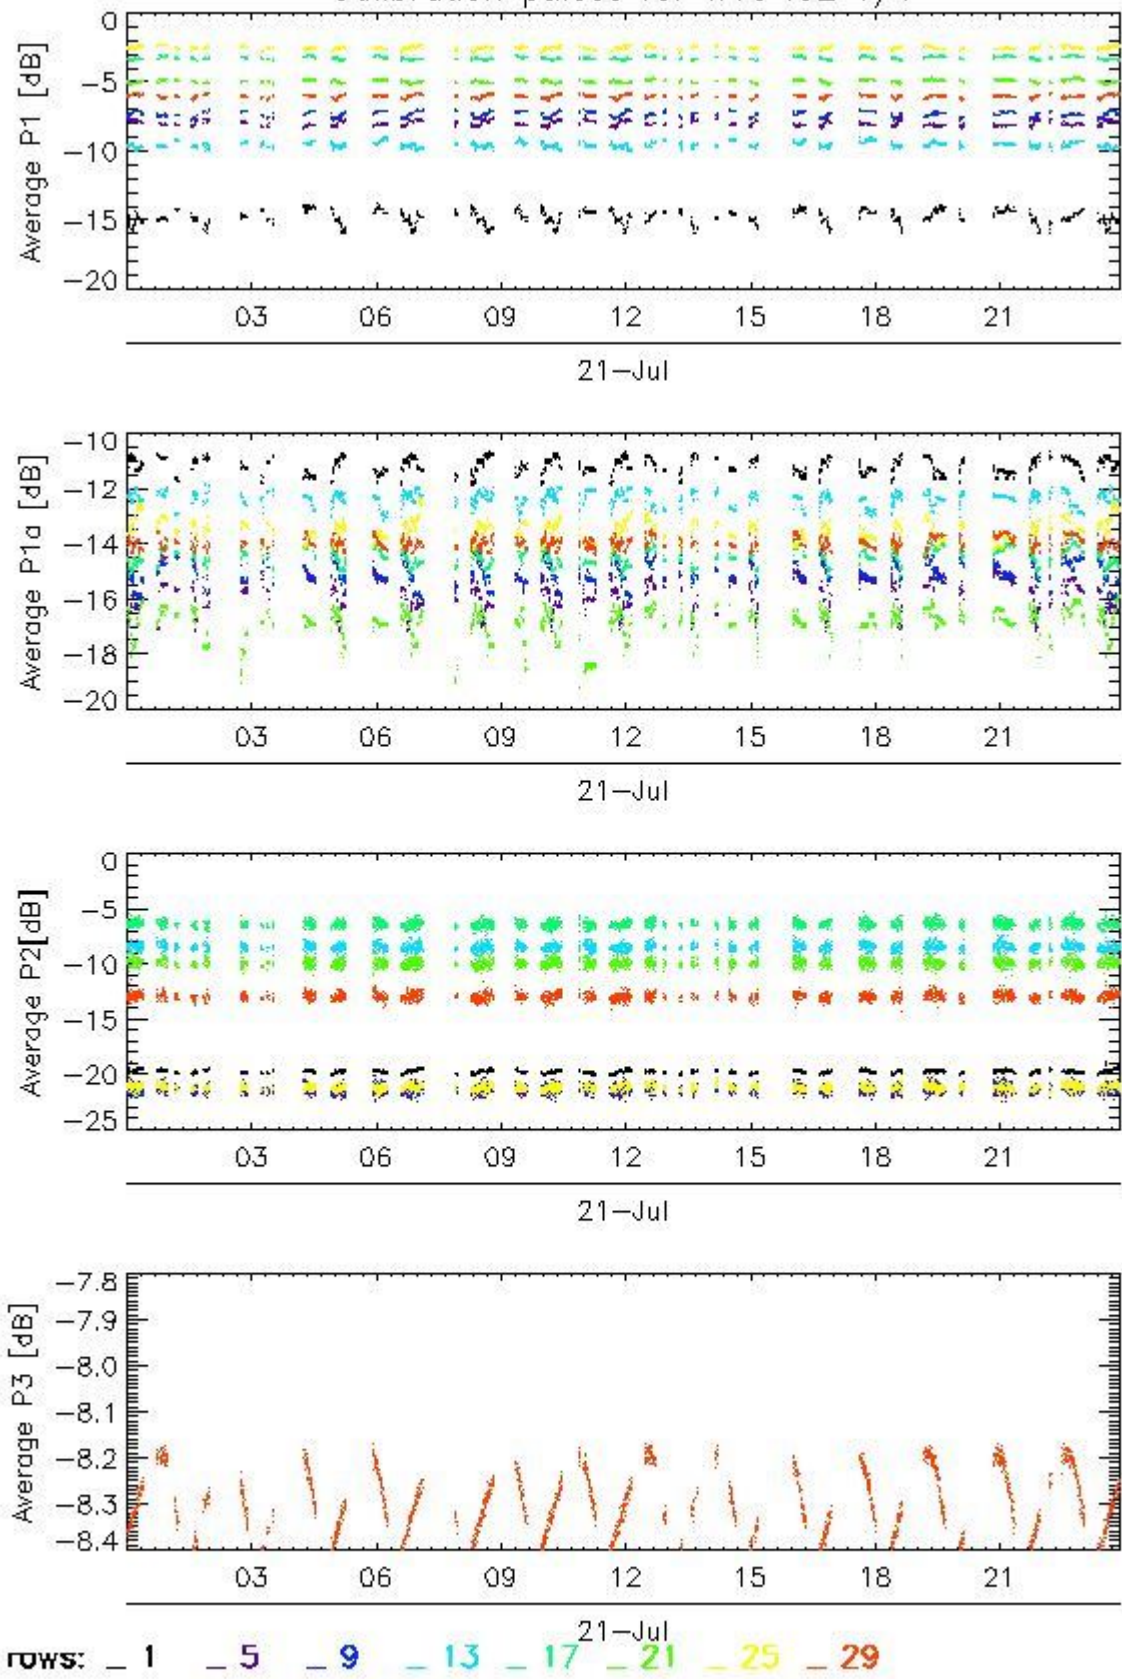 0
−5
−10
−15
−20
Average P1 [dB]
03 06 09 12 15 18 21
21−Jul
−10
−12
−14
−16
−18
−20
Average P1a [dB]
03 06 09 12 15 18 21
21−Jul
0
−5
−10
−15
−20
−25
Average P2[dB]
03 06 09 12 15 18 21
21−Jul
−7.8
−7.9
−8.0
−8.1
−8.2
−8.3
−8.4
Average P3 [dB]
03 06 09 12 15 18 21
21−Jul
rows: _ 1 _ 5 _ 9 _ 13 _ 17 _ 21 _ 25 _ 29